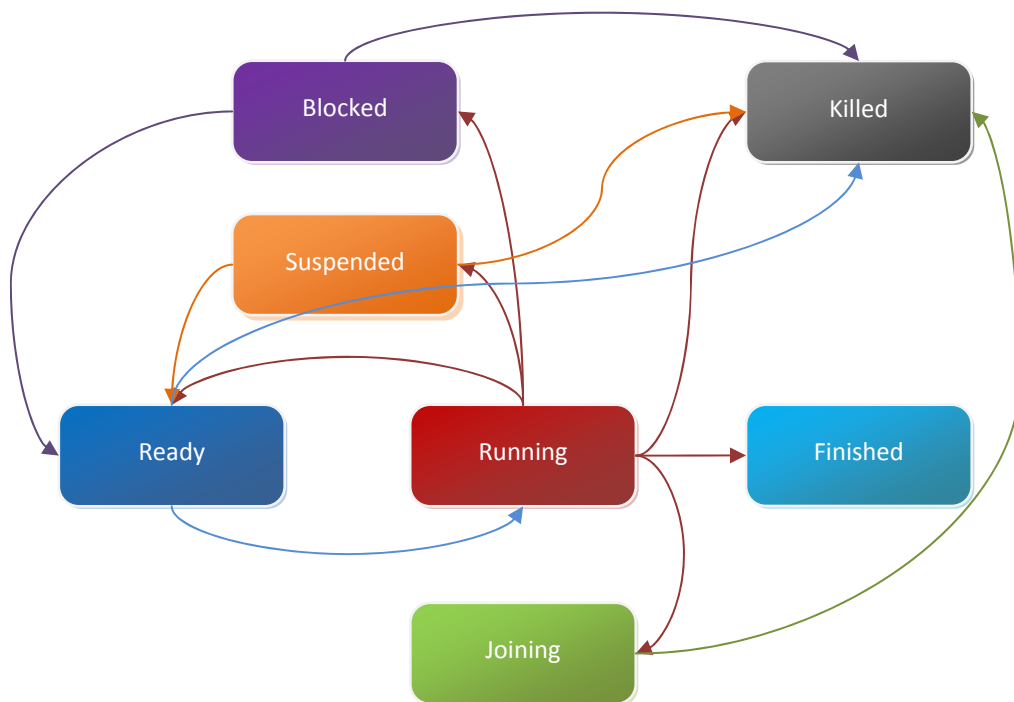 Blocked
Killed
Suspended
Ready
Running
Finished
Joining